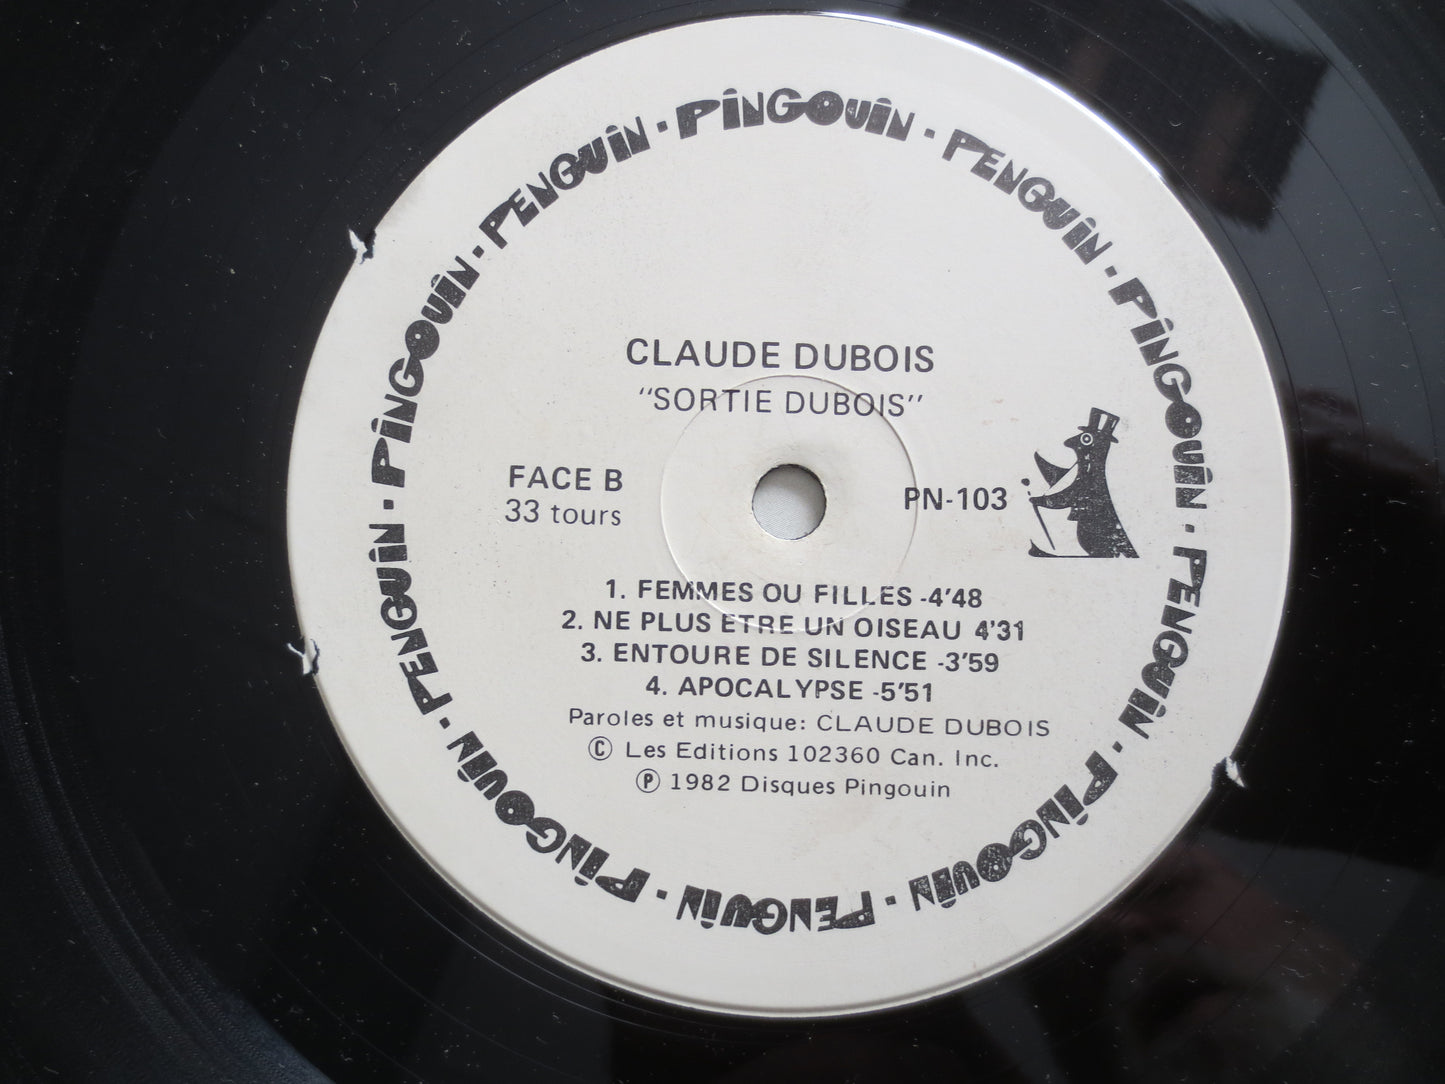 PINGOUIN · PENGUIN · PINGOUIN · PENGUIN · PINGOUIN · PENGUIN · PINGOUIN · PENGUIN · PINGOUIN · PENGUIN ·
CLAUDE DUBOIS
"SORTIE DUBOIS"
FACE B
33 tours
PN-103
1. FEMMES OU FILLES -4'48
2. NE PLUS ETRE UN OISEAU 4'31
3. ENTOURE DE SILENCE -3'59
4. APOCALYPSE -5'51
Paroles et musique: CLAUDE DUBOIS
© Les Editions 102360 Can. Inc.
℗ 1982 Disques Pingouin